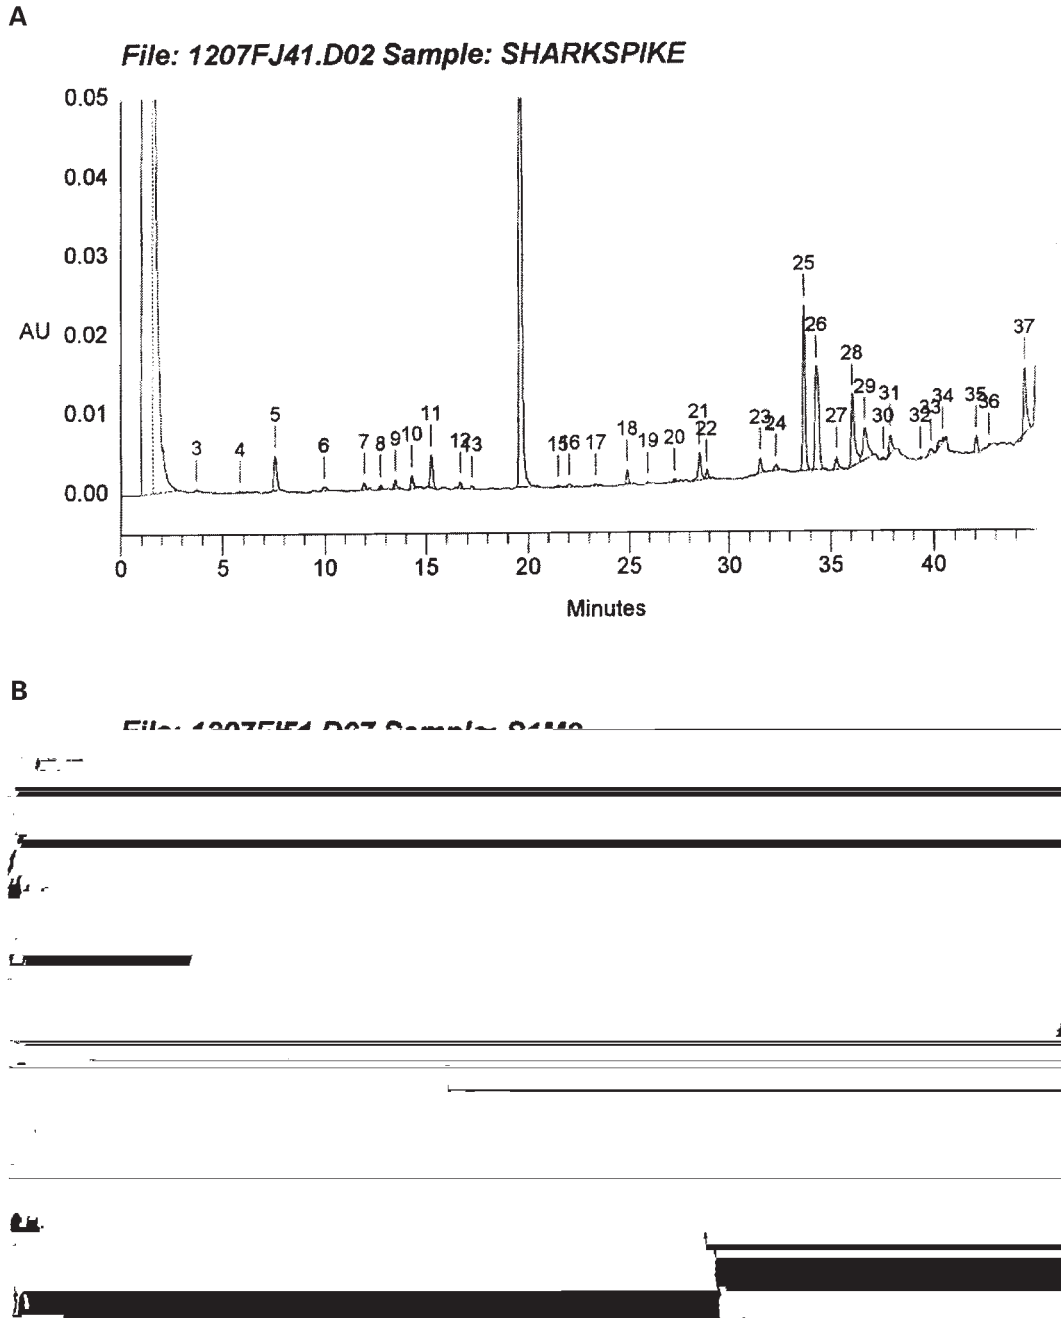 A
File: 1207FJ41.D02 Sample: SHARKSPIKE
0.05
0.04
0.03
AU 0.02
0.01
0.00
3 4 5 6 7 8 9 10 11 12 13 15 16 17 18 19 20 21 22 23 24 25 26 27 28 29 30 31 32 33 34 35 36 37
0 5 10 15 20 25 30 35 40
Minutes
B